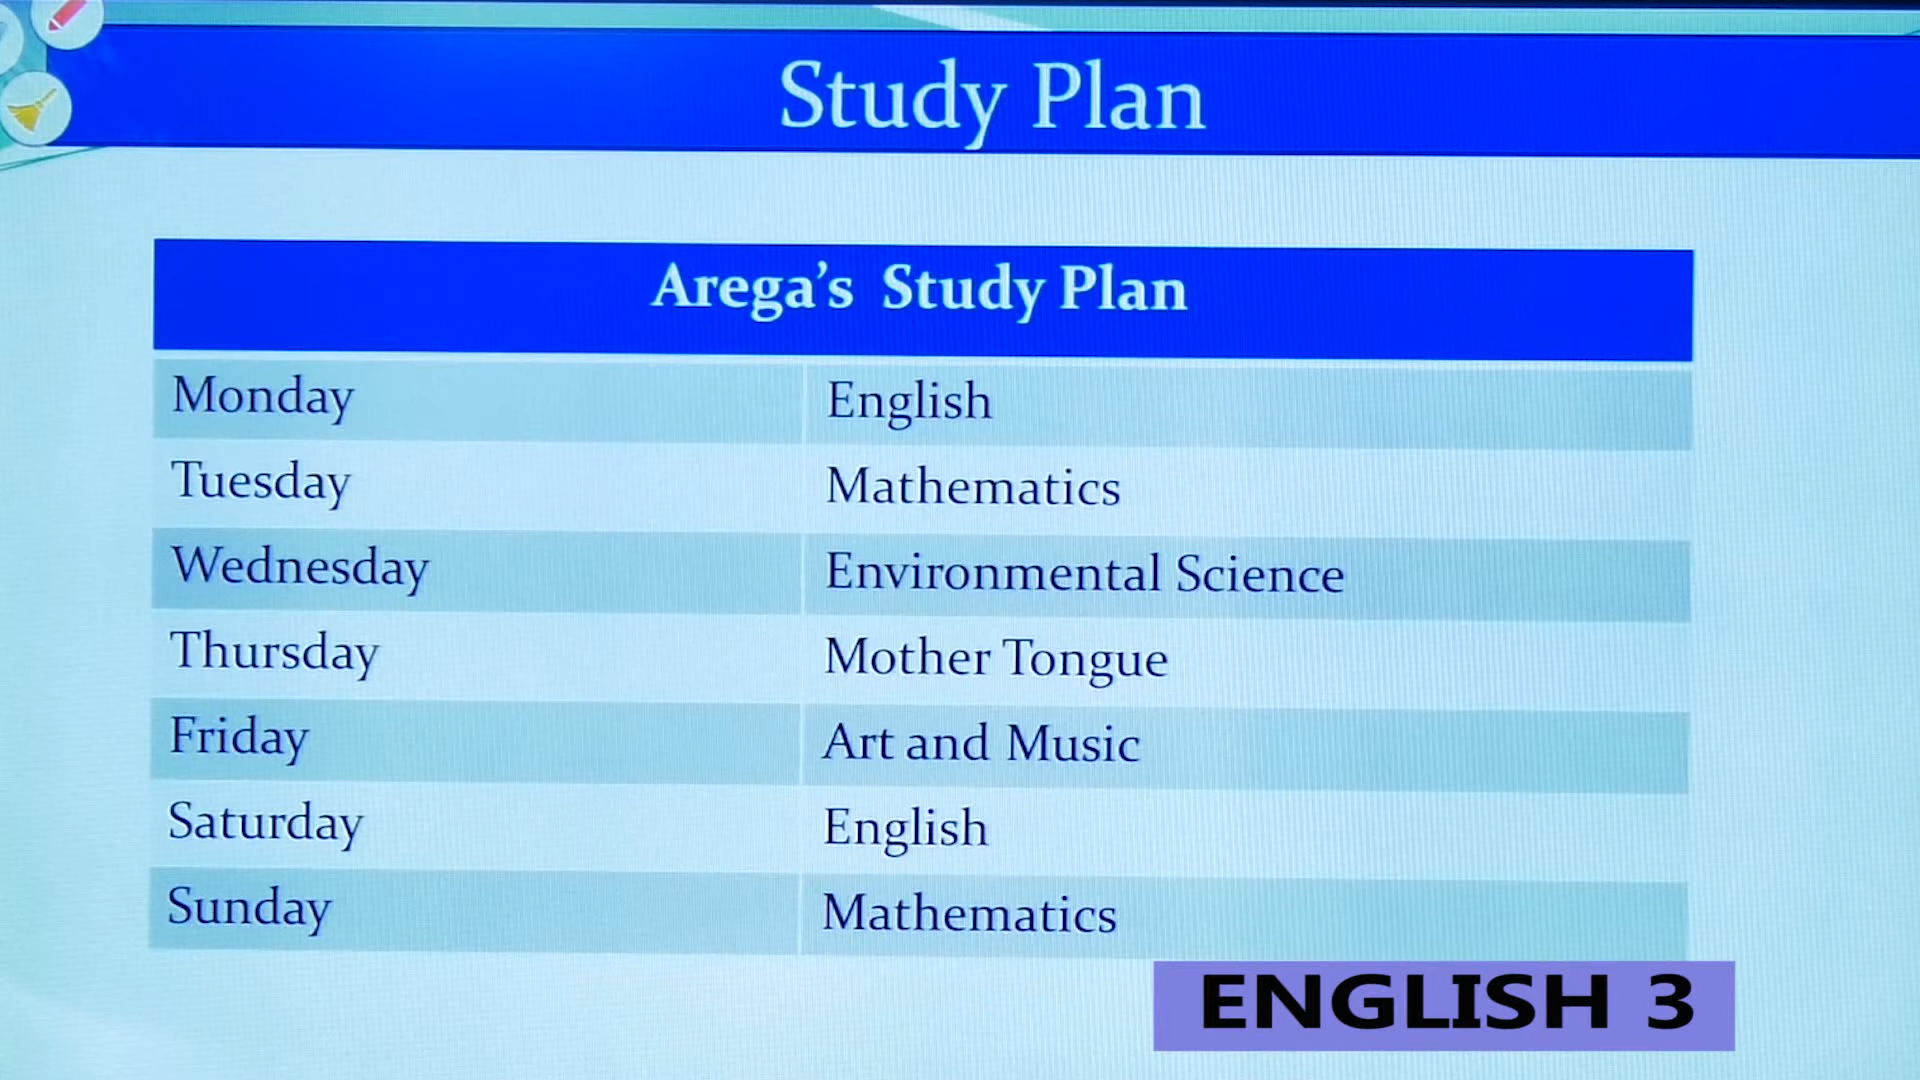 Study Plan
Arega's Study Plan
Monday English
Tuesday Mathematics
Wednesday Environmental Science
Thursday Mother Tongue
Friday Art and Music
Saturday English
Sunday Mathematics
ENGLISH 3